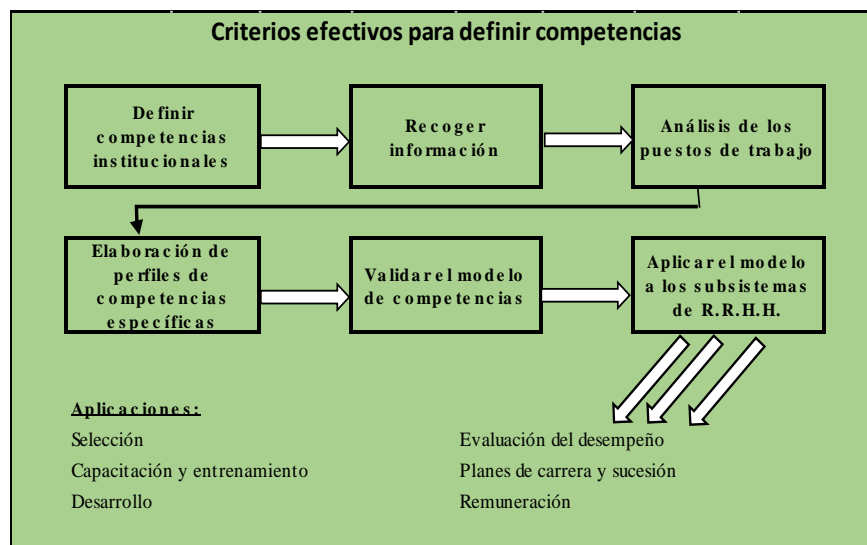 Criterios efectivos para definir competencias
Definir
competencias
institucionales
Recoger
información
Análisis de los
puestos de trabajo
Elaboración de
perfiles de
competencias
específicas
Validar el modelo
de competencias
Aplicar el modelo
a los subsistemas
de R.R.H.H.
Aplicaciones:
Selección
Capacitación y entrenamiento
Desarrollo
Evaluación del desempeño
Planes de carrera y sucesión
Remuneración